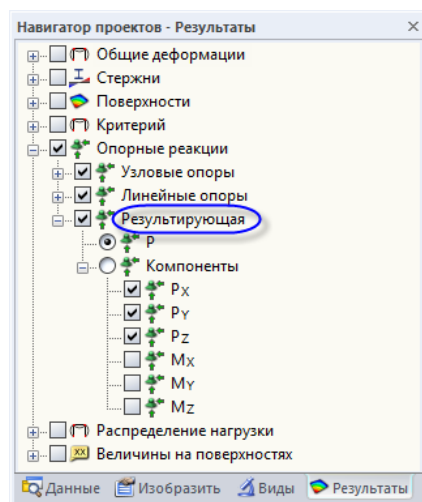 Навигатор проектов - Результаты
Общие деформации
Стержни
Поверхности
Критерий
Опорные реакции
Узловые опоры
Линейные опоры
Результирующая
P
Компоненты
PX
PY
PZ
MX
MY
MZ
Распределение нагрузки
xx Величины на поверхностях
Данные Изобразить Виды Результаты